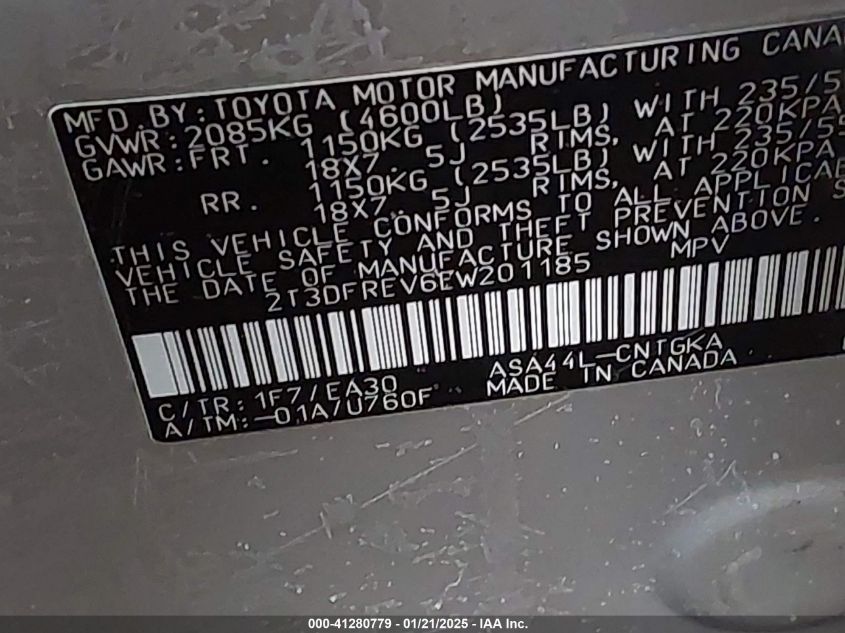 MFD BY: TOYOTA MOTOR MANUFACTURING CANA
GVWR: 2085KG (4600LB)
GAWR: FRT. 1150KG (2535LB) WITH 235/5
18X7. 5J RIMS, AT 220KPA
RR. 1150KG (2535LB) WITH 235/55
18X7. 5J RIMS, AT 220KPA
THIS VEHICLE CONFORMS TO ALL APPLICAB
VEHICLE SAFETY AND THEFT PREVENTION S
THE DATE OF MANUFACTURE SHOWN ABOVE.
2T3DFREV6EW201185 MPV
C/TR: 1F7/EA30 ASA44L-CNTGKA
A/TM:-01A/U760F MADE IN CANADA
000-41280779 — 01/21/2025 — IAA Inc.